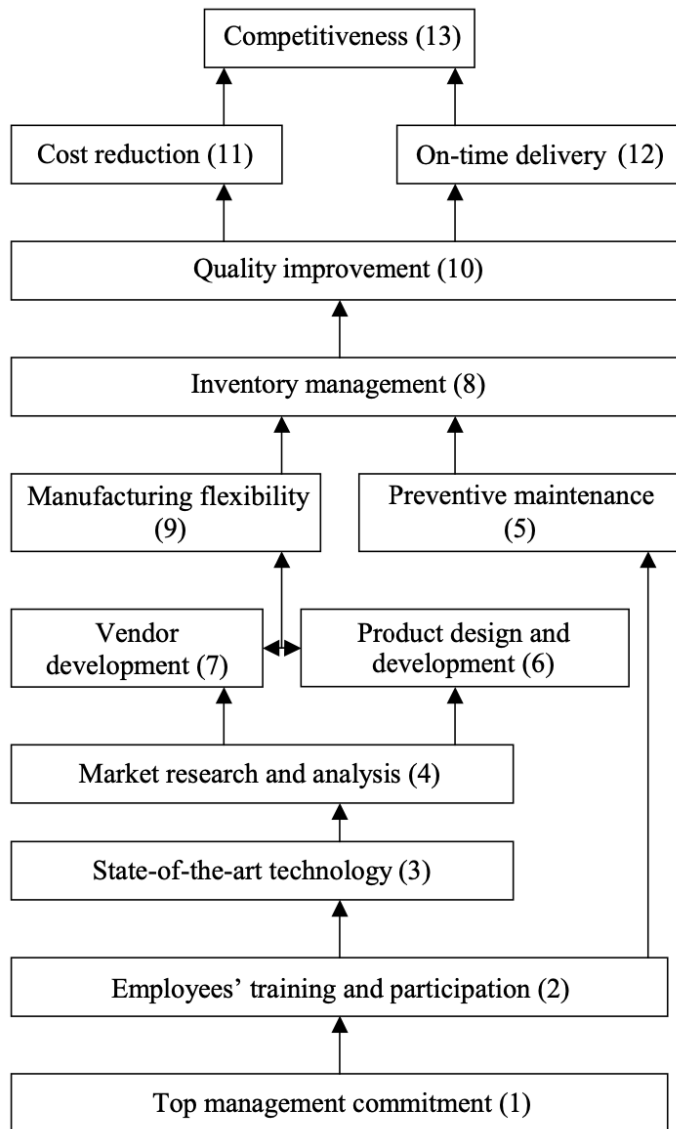 Competitiveness (13)
Cost reduction (11)
On-time delivery (12)
Quality improvement (10)
Inventory management (8)
Manufacturing flexibility
(9)
Preventive maintenance
(5)
Vendor
development (7)
Product design and
development (6)
Market research and analysis (4)
State-of-the-art technology (3)
Employees’ training and participation (2)
Top management commitment (1)